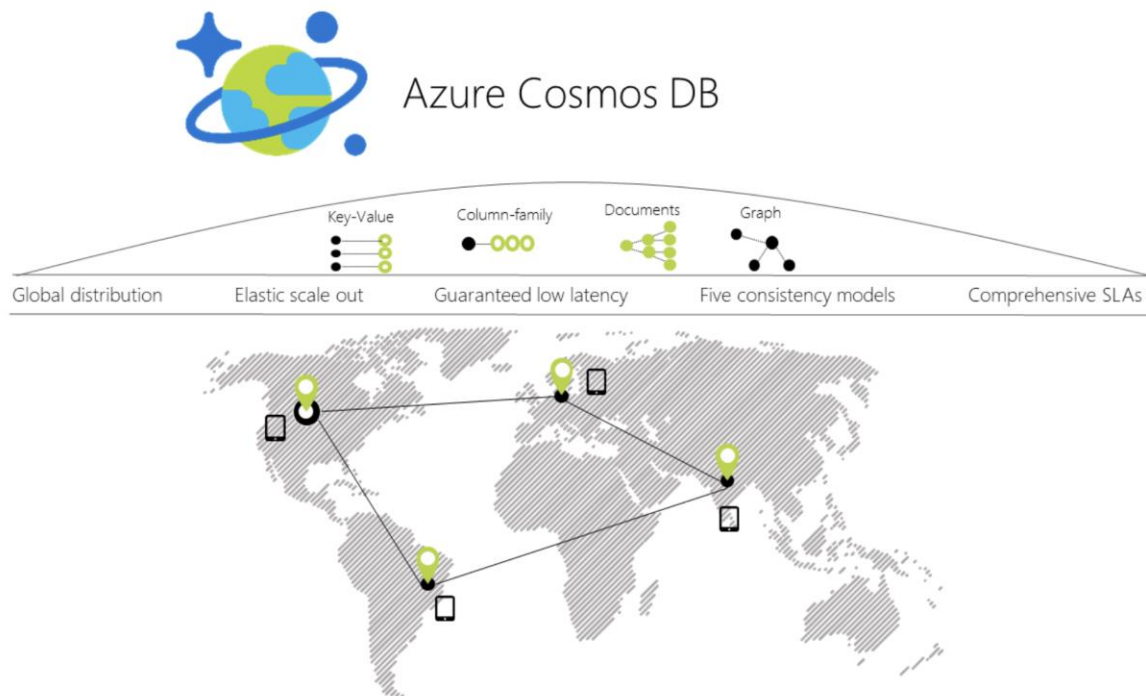 Azure Cosmos DB
Key-Value
Column-family
Documents
Graph
Global distribution
Elastic scale out
Guaranteed low latency
Five consistency models
Comprehensive SLAs